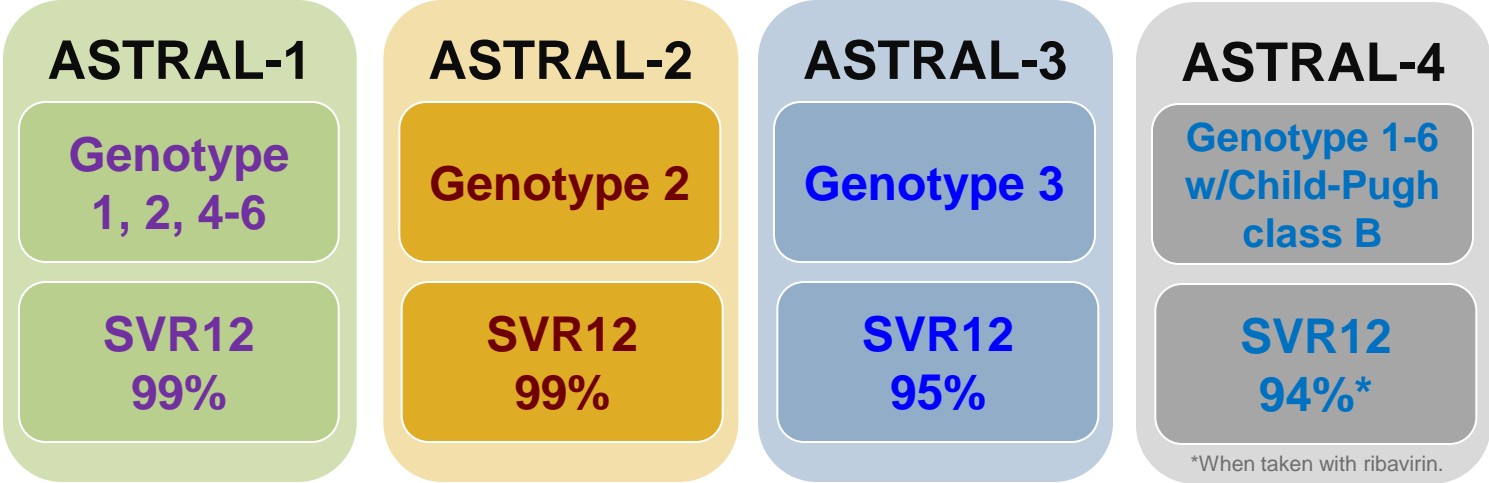 ASTRAL-1
Genotype
1, 2, 4-6
SVR12
99%
ASTRAL-2
Genotype 2
SVR12
99%
ASTRAL-3
Genotype 3
SVR12
95%
ASTRAL-4
Genotype 1-6
w/Child-Pugh
class B
SVR12
94%*
*When taken with ribavirin.